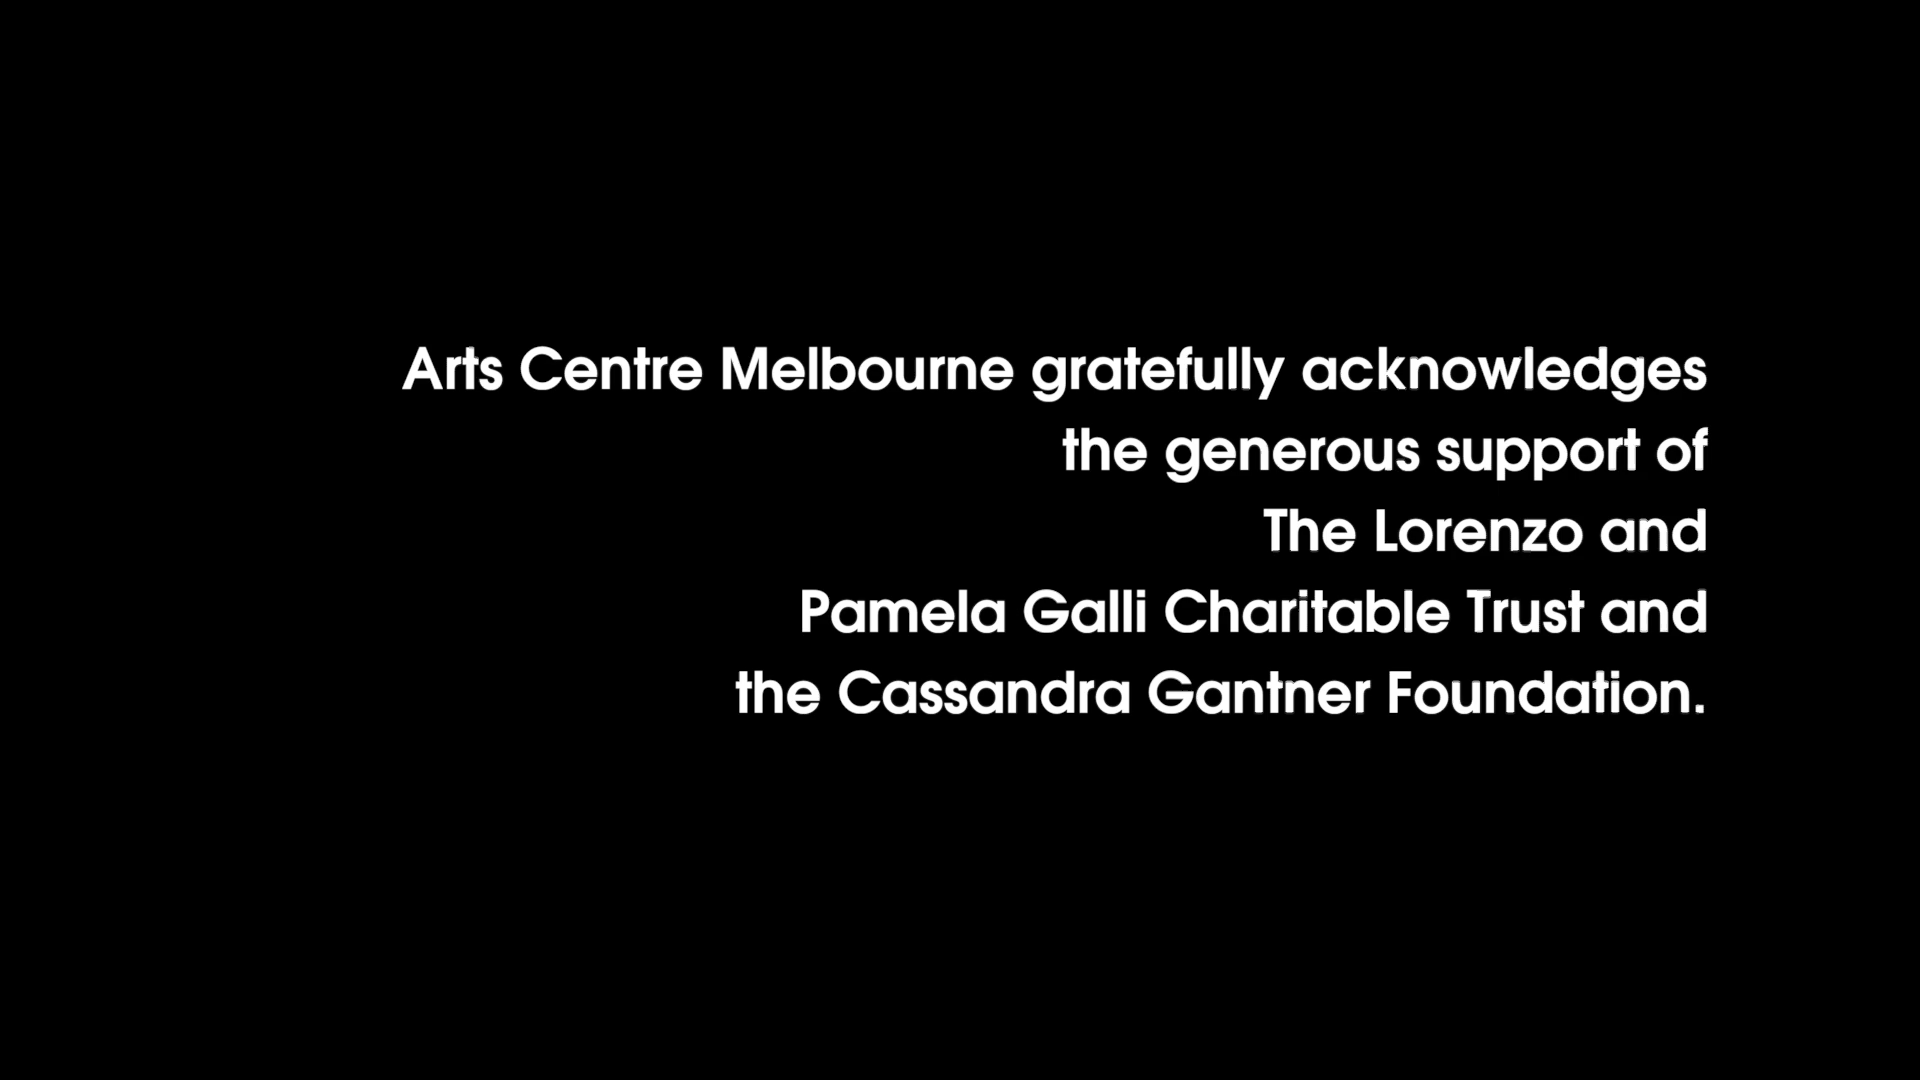 Arts Centre Melbourne gratefully acknowledges
the generous support of
The Lorenzo and
Pamela Galli Charitable Trust and
the Cassandra Gantner Foundation.